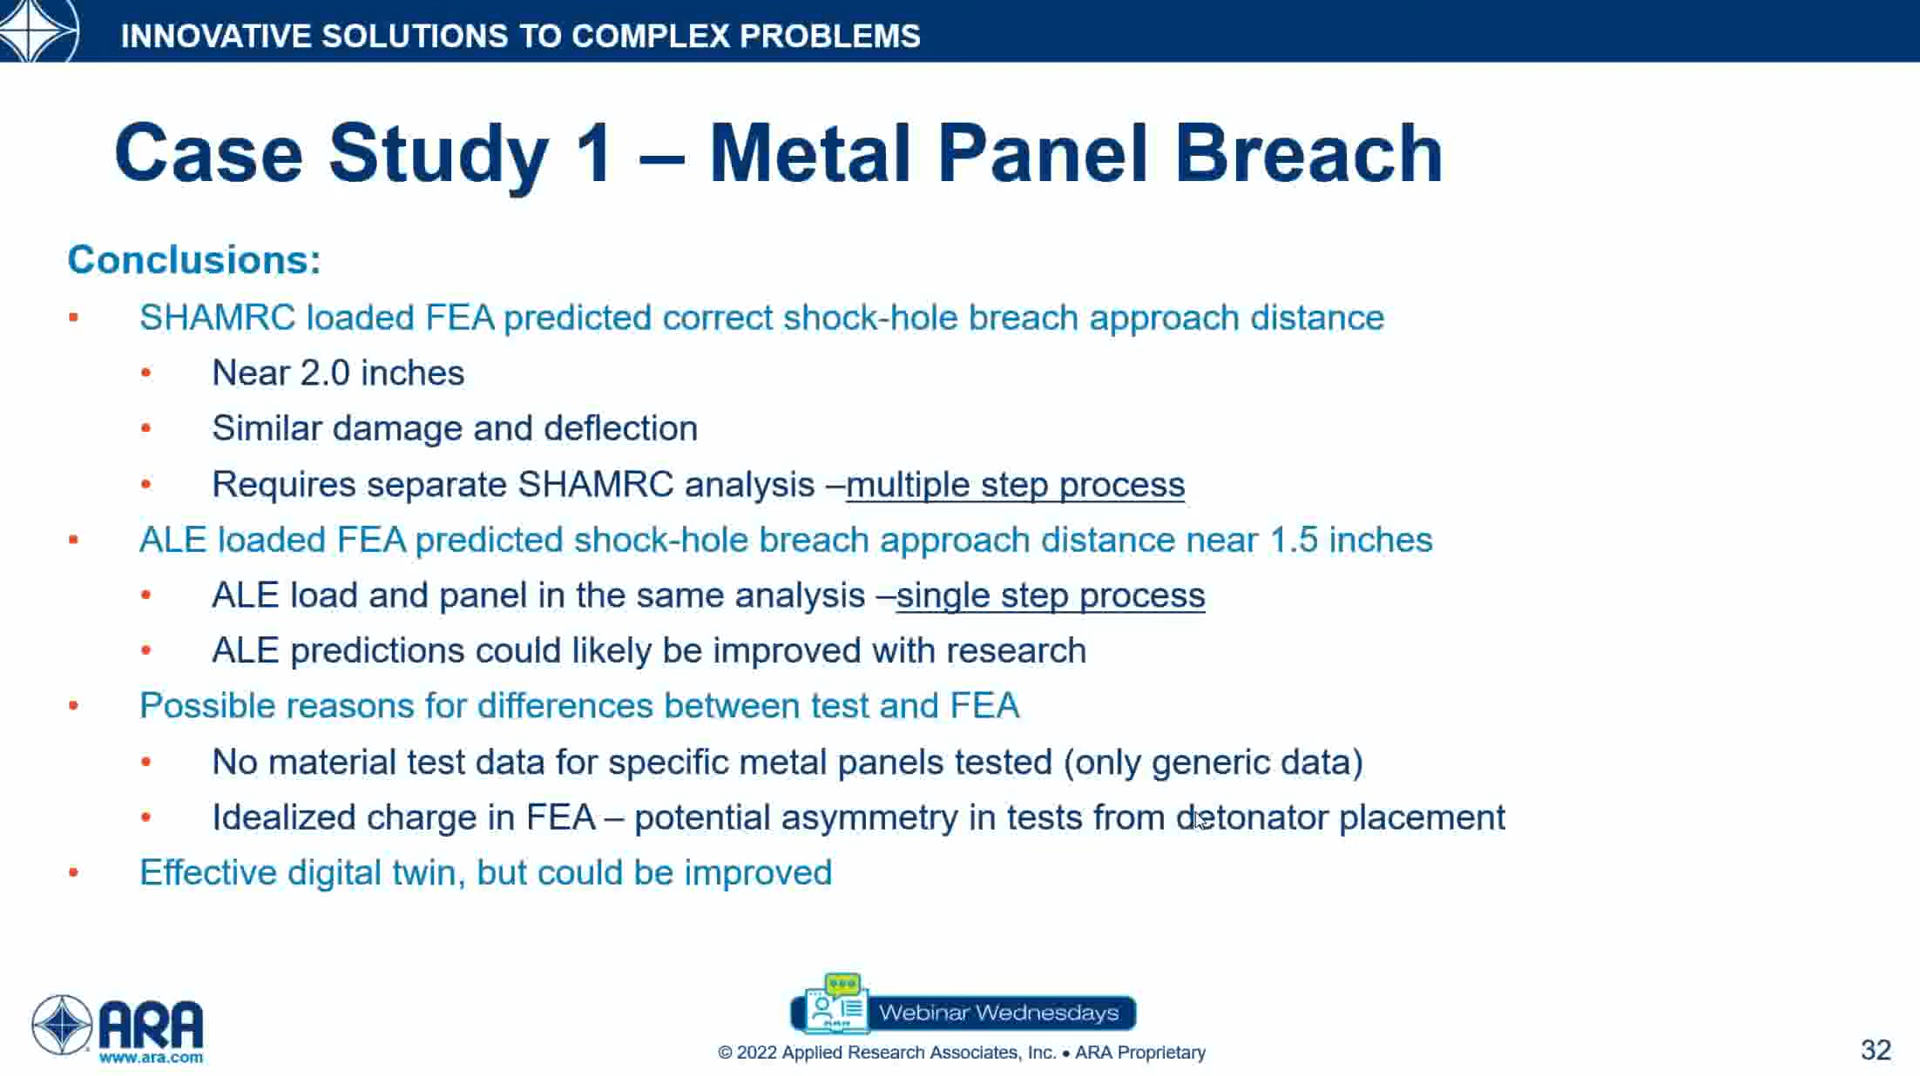 INNOVATIVE SOLUTIONS TO COMPLEX PROBLEMS
Case Study 1 – Metal Panel Breach
Conclusions:
• SHAMRC loaded FEA predicted correct shock-hole breach approach distance
• Near 2.0 inches
• Similar damage and deflection
• Requires separate SHAMRC analysis –multiple step process
• ALE loaded FEA predicted shock-hole breach approach distance near 1.5 inches
• ALE load and panel in the same analysis –single step process
• ALE predictions could likely be improved with research
• Possible reasons for differences between test and FEA
• No material test data for specific metal panels tested (only generic data)
• Idealized charge in FEA – potential asymmetry in tests from detonator placement
• Effective digital twin, but could be improved
ARA
www.ara.com
Webinar Wednesdays
© 2022 Applied Research Associates, Inc. • ARA Proprietary
32